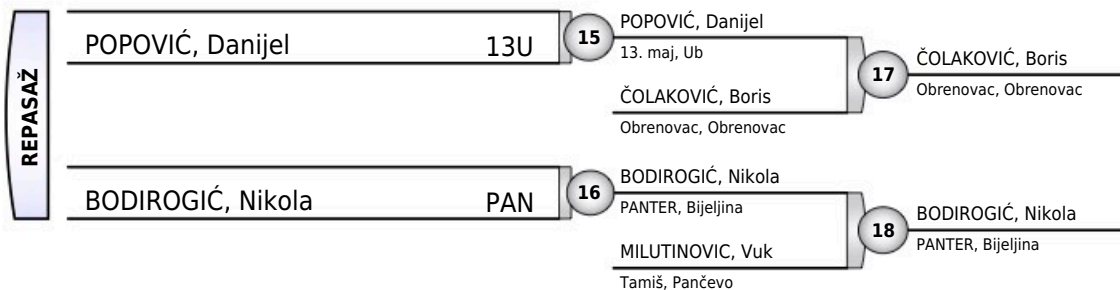 REPASAŽ
POPOVIĆ, Danijel 13U
15
POPOVIĆ, Danijel
13. maj, Ub
ČOLAKOVIĆ, Boris
Obrenovac, Obrenovac
17
ČOLAKOVIĆ, Boris
Obrenovac, Obrenovac
BODIROGIĆ, Nikola PAN
16
BODIROGIĆ, Nikola
PANTER, Bijeljina
MILUTINOVIC, Vuk
Tamiš, Pančevo
18
BODIROGIĆ, Nikola
PANTER, Bijeljina